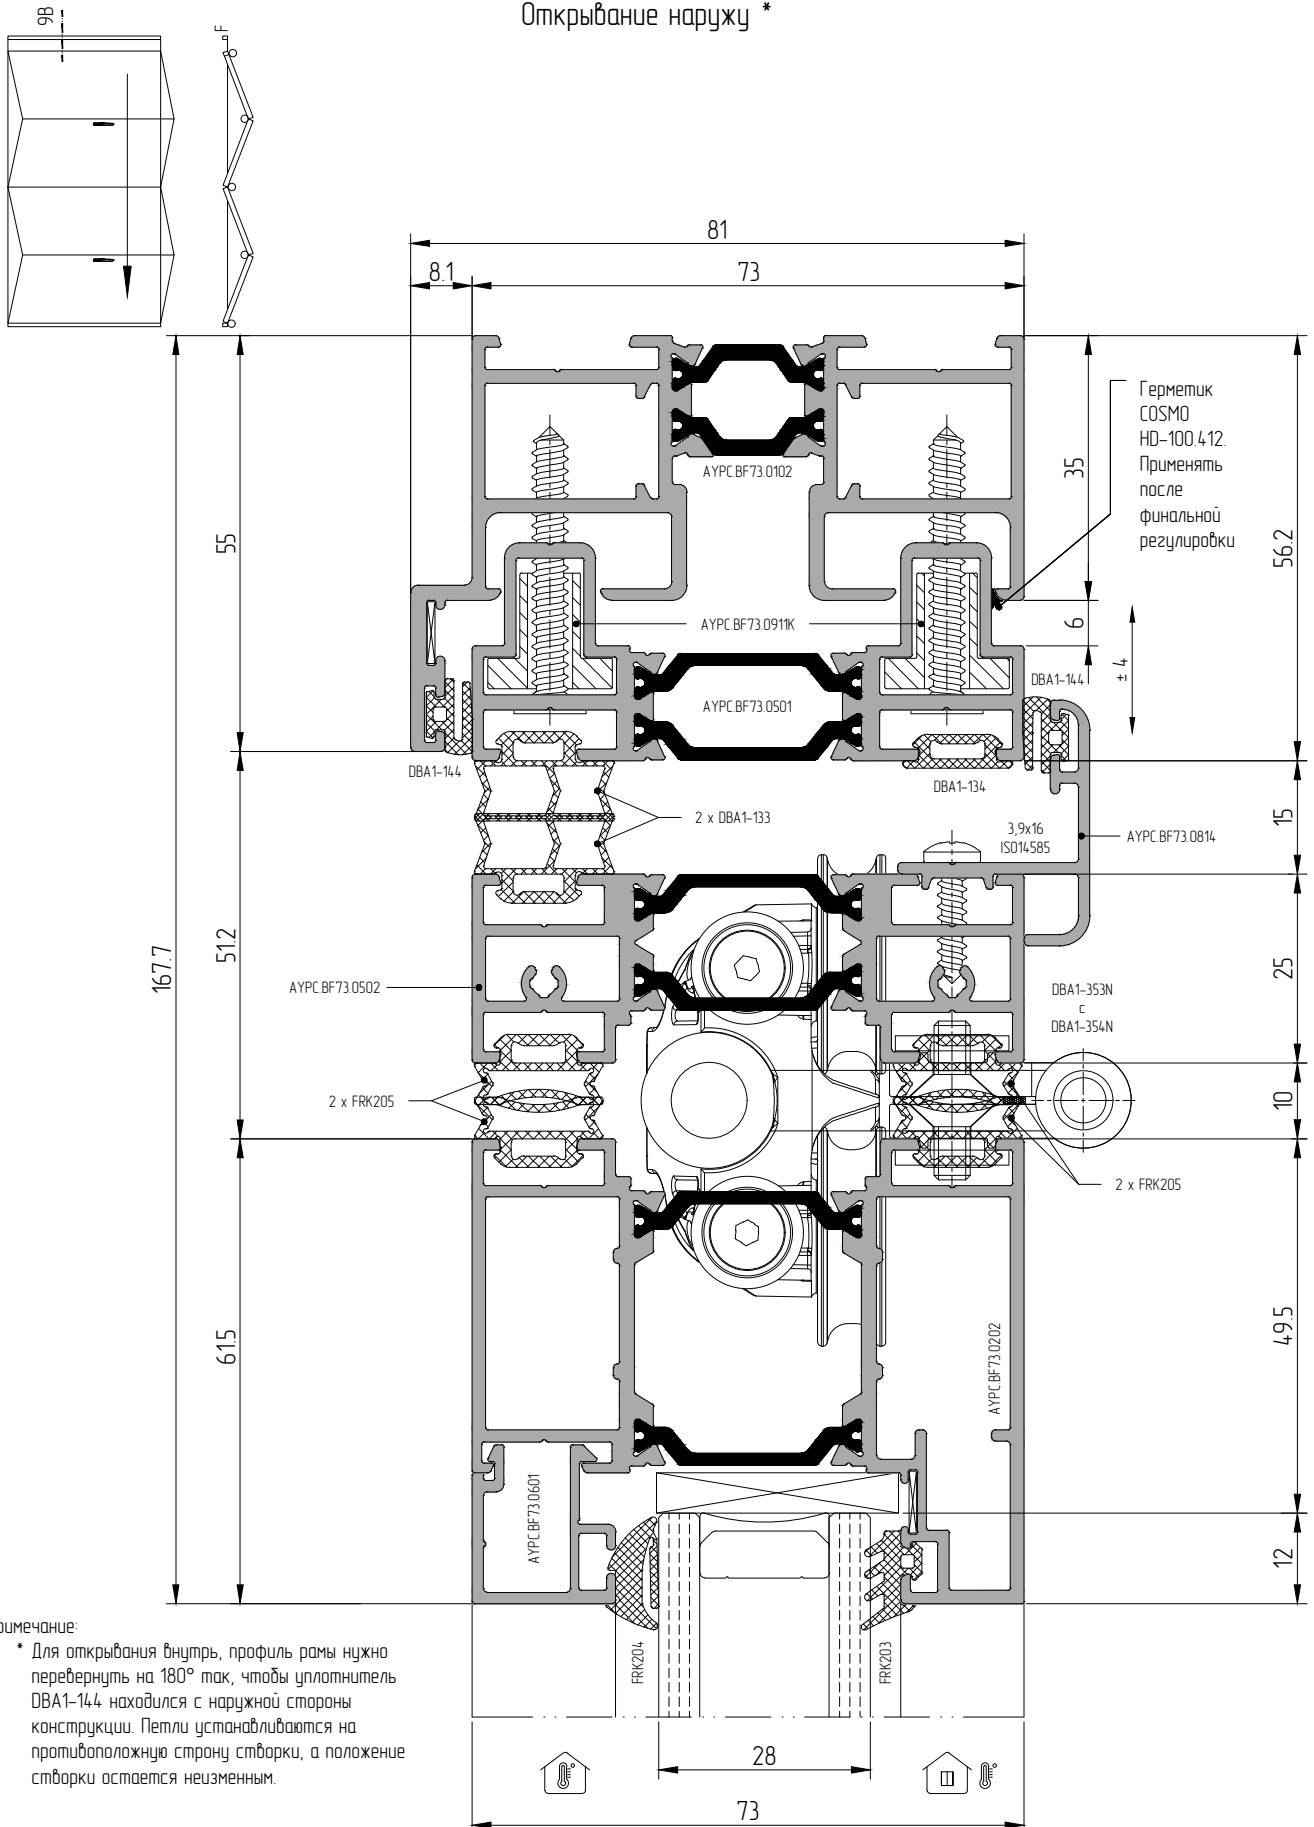 Открывание наружу *
9B
F
81
8.1
73
Герметик
COSMO
HD-100.412.
Применять
после
финальной
регулировки
AYPC.BF73.0102
35
55
56.2
AYPC.BF73.0911K
6
± 4
DBA1-144
AYPC.BF73.0501
DBA1-144
DBA1-134
2 x DBA1-133
3,9x16
ISO14585
AYPC.BF73.0814
15
167.7
51.2
25
AYPC.BF73.0502
DBA1-353N
с
DBA1-354N
2 x FRK205
10
2 x FRK205
61.5
49.5
AYPC.BF73.0202
AYPC.BF73.0601
12
FRK204
FRK203
римечание:
* Для открывания внутрь, профиль рамы нужно
перевернуть на 180° так, чтобы уплотнитель
DBA1-144 находился с наружной стороны
конструкции. Петли устанавливаются на
противоположную строну створки, а положение
створки остается неизменным.
28
73